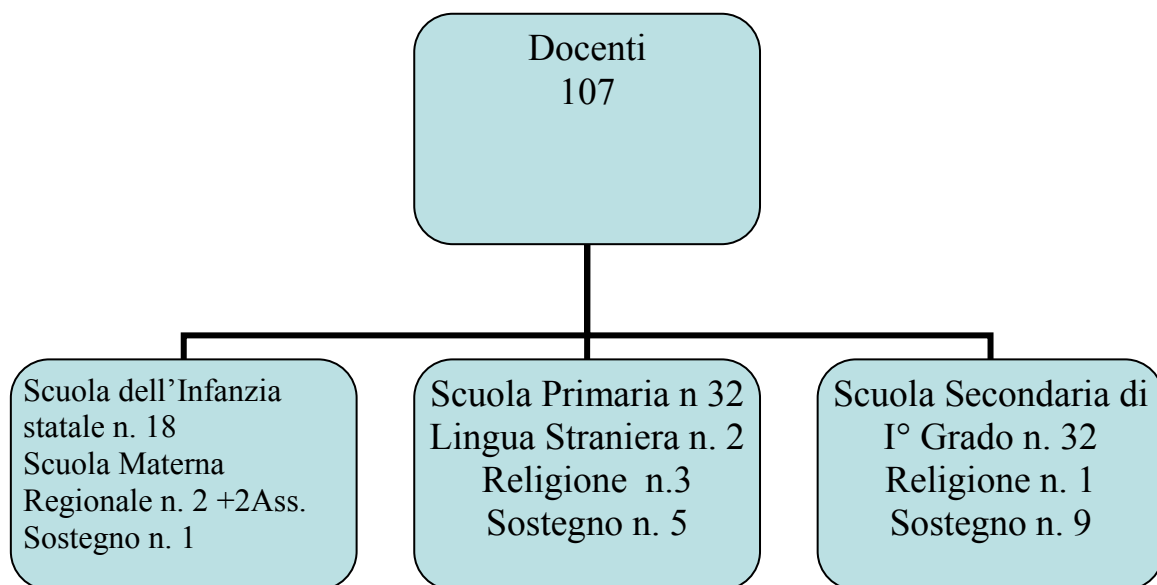 Docenti
107
Scuola dell’Infanzia
statale n. 18
Scuola Materna
Regionale n. 2 +2Ass.
Sostegno n. 1
Scuola Primaria n 32
Lingua Straniera n. 2
Religione n.3
Sostegno n. 5
Scuola Secondaria di
I° Grado n. 32
Religione n. 1
Sostegno n. 9